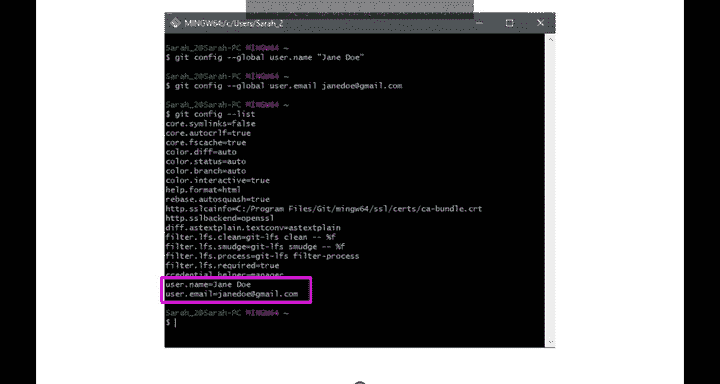 MINGW64:/c/Users/Sarah_Z
Sarah_Z@Sarah-PC MINGW64 ~
$ git config --global user.name "Jane Doe"
Sarah_Z@Sarah-PC MINGW64 ~
$ git config --global user.email janedoe@gmail.com
Sarah_Z@Sarah-PC MINGW64 ~
$ git config --list
core.symlinks=false
core.autocrlf=true
core.fscache=true
color.diff=auto
color.status=auto
color.branch=auto
color.interactive=true
help.format=html
rebase.autosquash=true
http.sslcainfo=C:/Program Files/Git/mingw64/ssl/certs/ca-bundle.crt
http.sslbackend=openssl
diff.astextplain.textconv=astextplain
filter.lfs.clean=git-lfs clean -- %f
filter.lfs.smudge=git-lfs smudge -- %f
filter.lfs.process=git-lfs filter-process
filter.lfs.required=true
credential.helper=manager
user.name=Jane Doe
user.email=janedoe@gmail.com
Sarah_Z@Sarah-PC MINGW64 ~
$